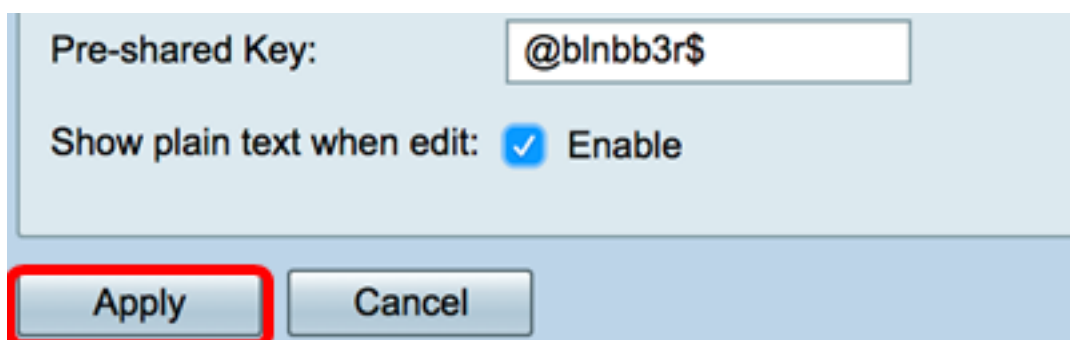 Pre-shared Key: @blnbb3r$
Show plain text when edit: Enable
Apply Cancel